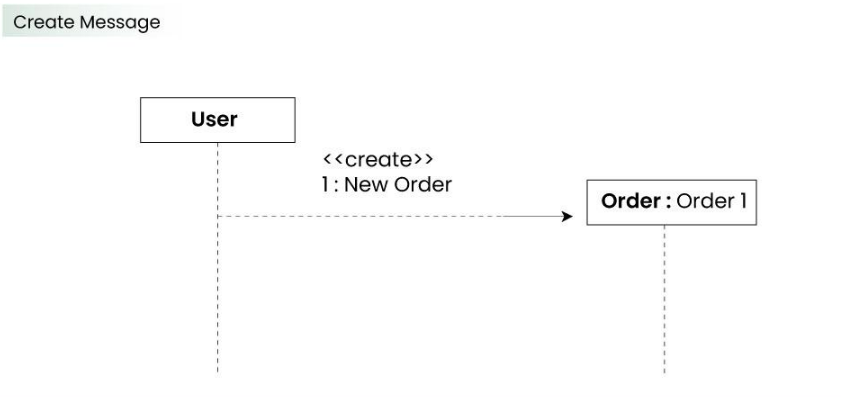 Create Message
User
<<create>>
1 : New Order
Order : Order 1